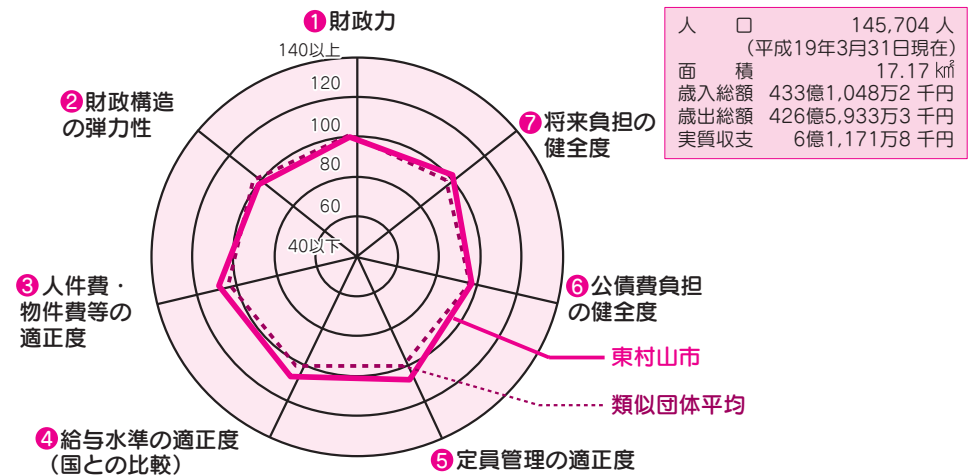 ❶財政力
140以上
120
100
80
60
40以下
❷財政構造
の弾力性
❸人件費・
物件費等の
適正度
❹給与水準の適正度
（国との比較）
❺定員管理の適正度
❻公債費負担
の健全度
❼将来負担の
健全度
東村山市
類似団体平均
人　口　145,704 人
（平成19年3月31日現在）
面　積　17.17 ㎢
歳入総額　433億1,048万2 千円
歳出総額　426億5,933万3 千円
実質収支　6億1,171万8 千円